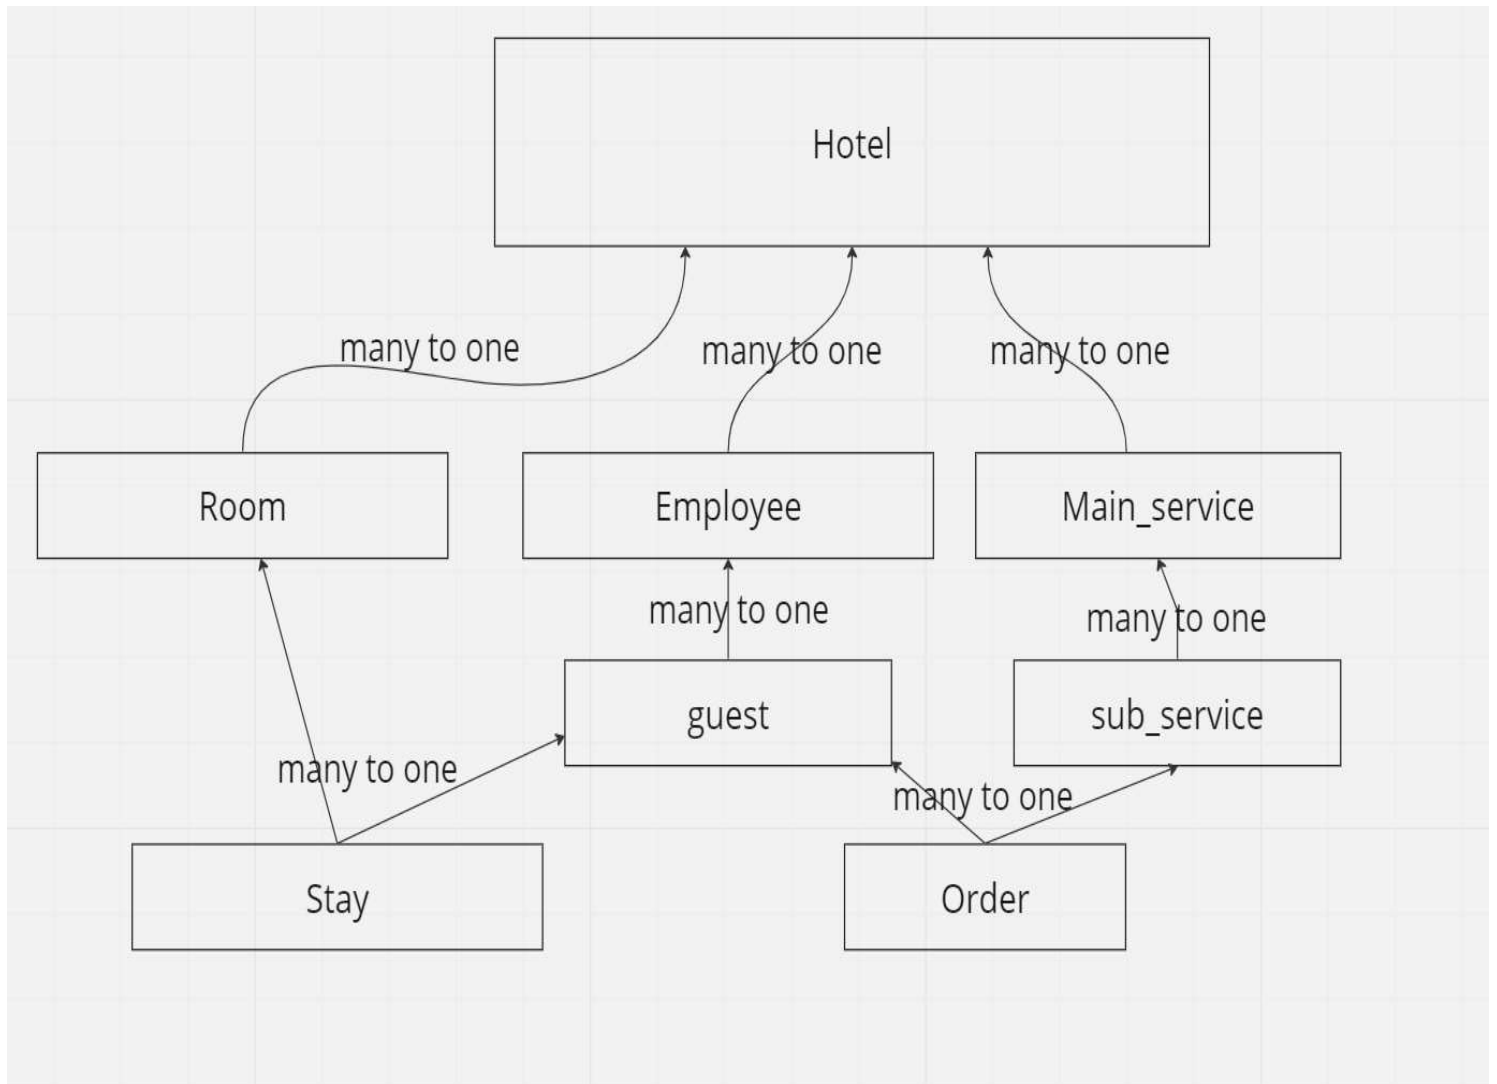 Hotel
many to one
many to one
many to one
Room
Employee
Main_service
many to one
many to one
guest
sub_service
many to one
many to one
Stay
Order